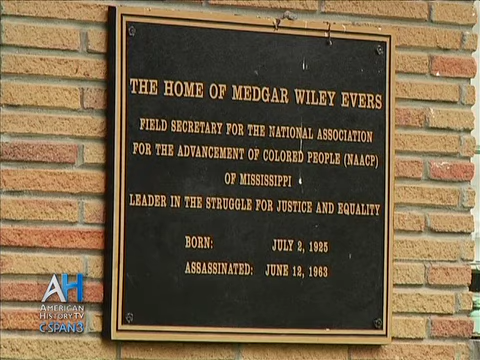 THE HOME OF MEDGAR WILEY EVERS
FIELD SECRETARY FOR THE NATIONAL ASSOCIATION
FOR THE ADVANCEMENT OF COLORED PEOPLE (NAACP)
OF MISSISSIPPI
LEADER IN THE STRUGGLE FOR JUSTICE AND EQUALITY
BORN: JULY 2, 1925
ASSASSINATED: JUNE 12, 1963
AH
AMERICAN
HISTORY TV
C-SPAN3